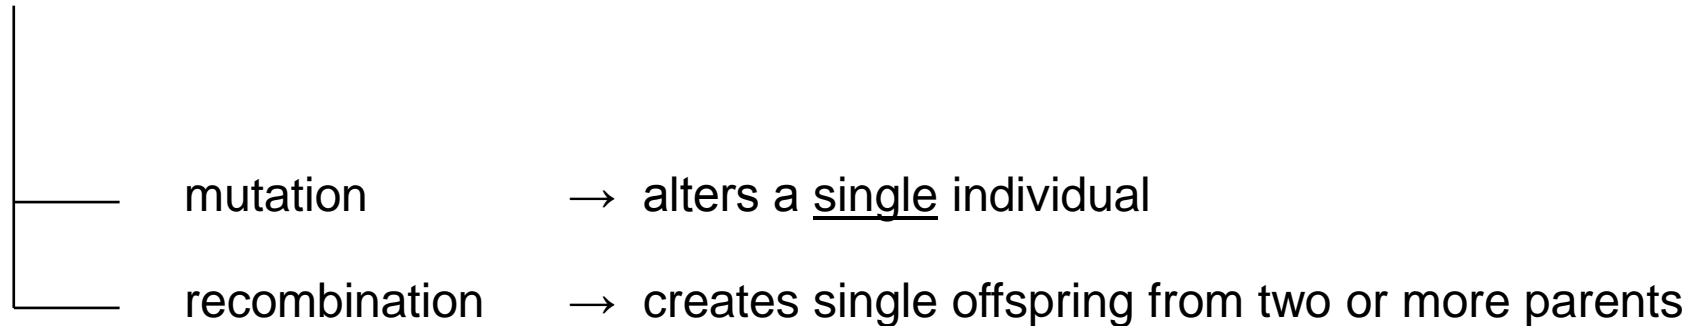 mutation → alters a single individual
recombination → creates single offspring from two or more parents